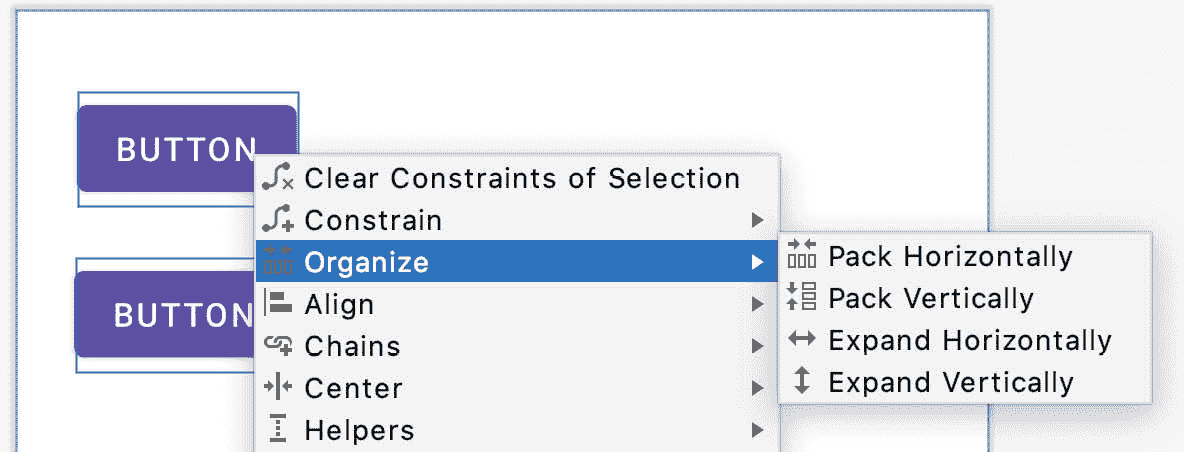 BUTTON
Clear Constraints of Selection
Constrain
Organize
Pack Horizontally
Pack Vertically
Expand Horizontally
Expand Vertically
BUTTON
Align
Chains
Center
Helpers